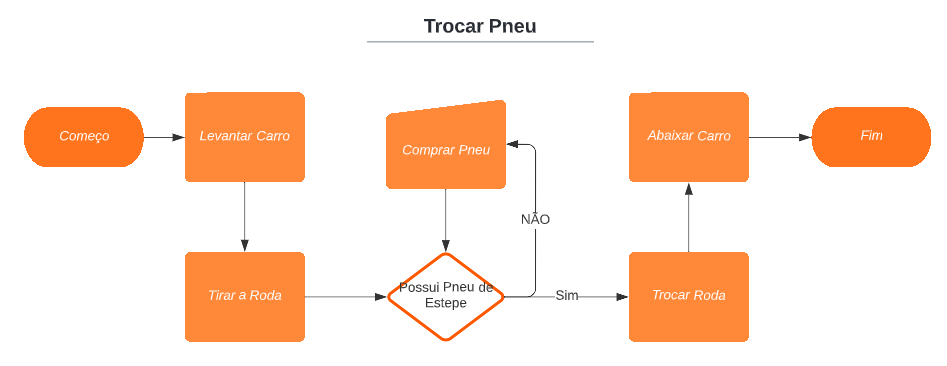 Trocar Pneu
Começo
Levantar Carro
Tirar a Roda
Comprar Pneu
NÃO
Possui Pneu de
Estepe
Sim
Trocar Roda
Abaixar Carro
Fim